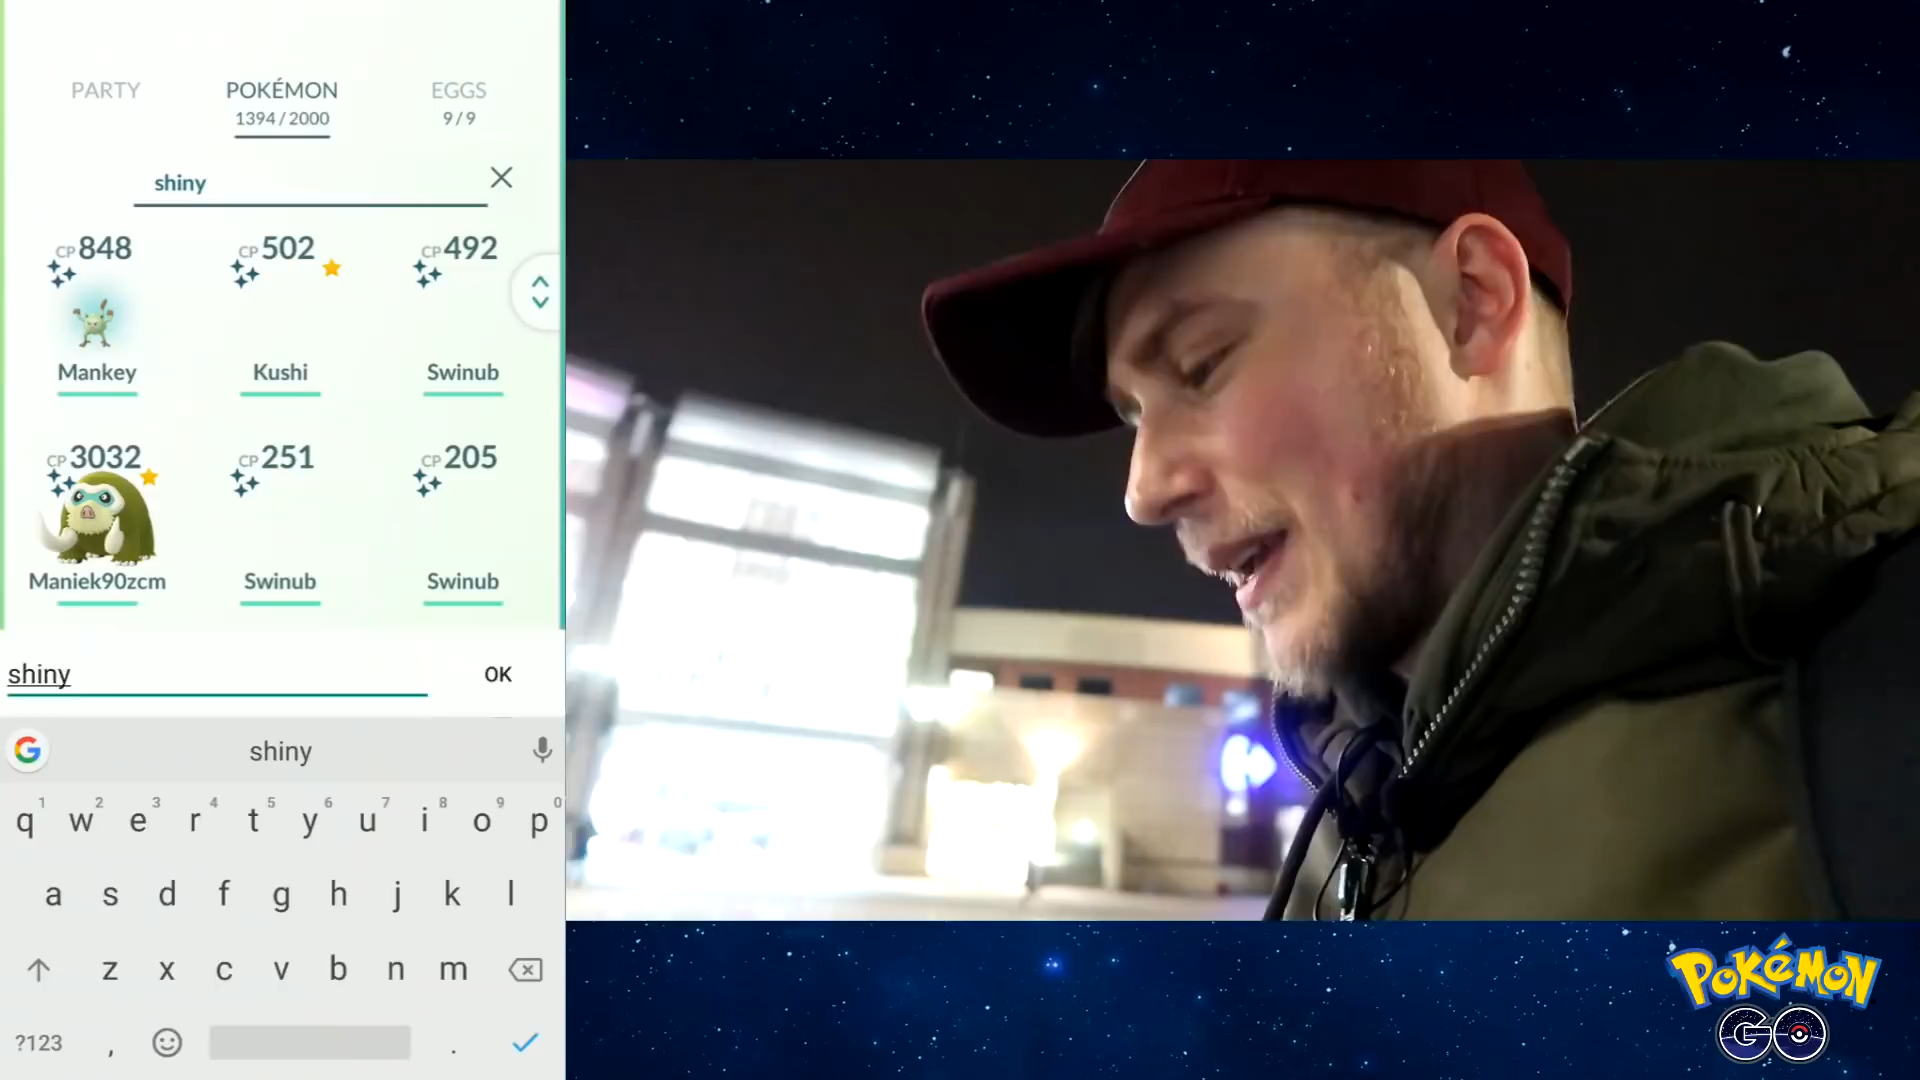 PARTY POKÉMON EGGS
1394 / 2000 9 / 9
shiny
CP 848 CP 502 CP 492
Mankey Kushi Swinub
CP 3032 CP 251 CP 205
Maniek90zcm Swinub Swinub
shiny OK
G shiny
1 2 3 4 5 6 7 8 9 0
q w e r t y u i o p
a s d f g h j k l
z x c v b n m
?123 , .
POKÉMON
GO